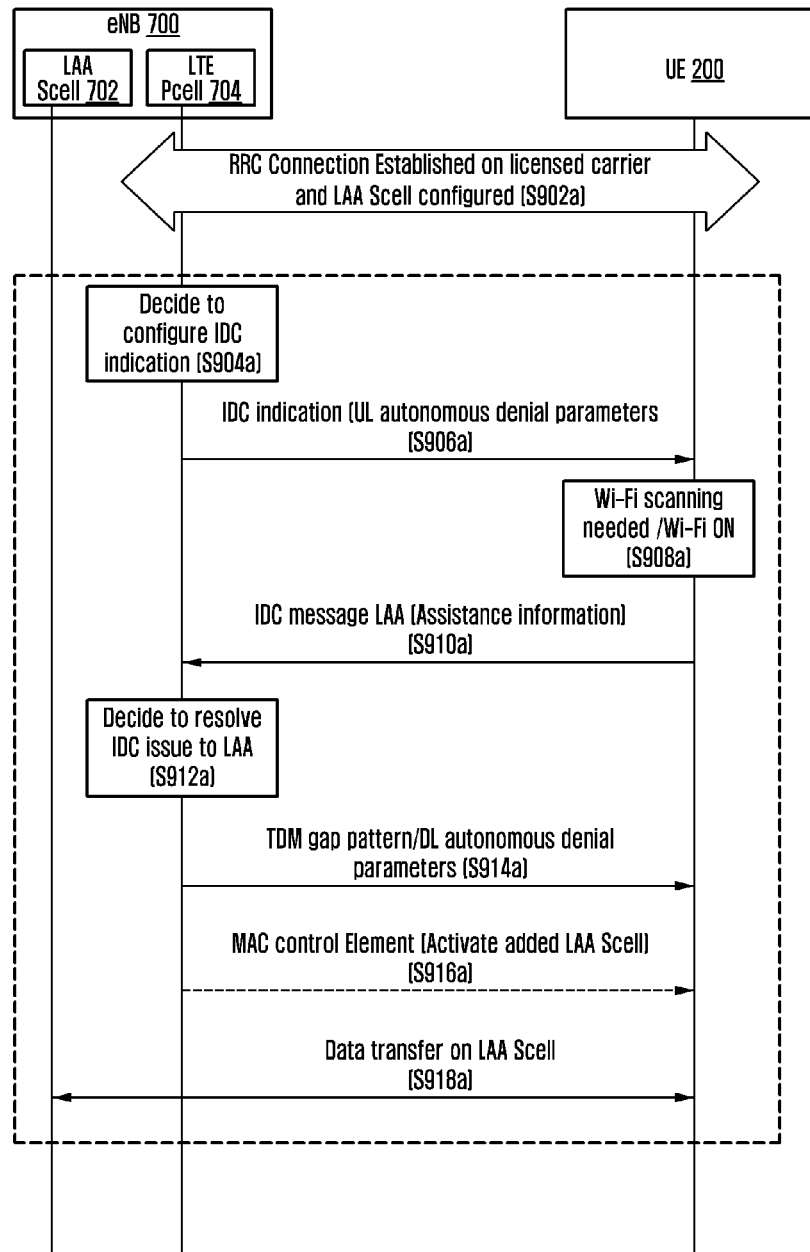 eNB 700
LAA
Scell 702
LTE
Pcell 704
UE 200
RRC Connection Established on licensed carrier
and LAA Scell configured (S902a)
Decide to
configure IDC
indication (S904a)
IDC indication (UL autonomous denial parameters
(S906a)
Wi-Fi scanning
needed /Wi-Fi ON
(S908a)
IDC message LAA (Assistance information)
(S910a)
Decide to resolve
IDC issue to LAA
(S912a)
TDM gap pattern/DL autonomous denial
parameters (S914a)
MAC control Element (Activate added LAA Scell)
(S916a)
Data transfer on LAA Scell
(S918a)